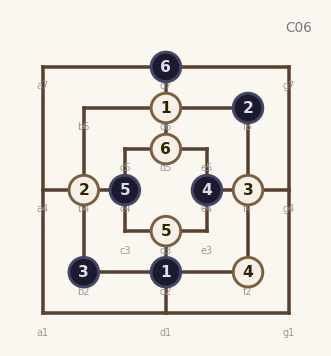 C06
6
a7 d7 g7
1 2
b6 d6 f6
6
c5 d5 e5
2 5 4 3
a4 b4 c4 e4 f4 g4
5
c3 d3 e3
3 1 4
b2 d2 f2
a1 d1 g1